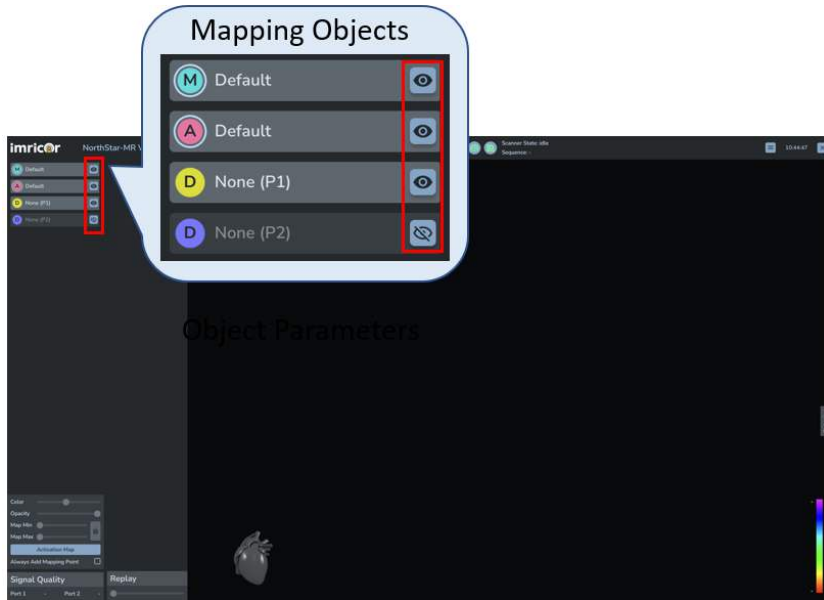 Mapping Objects
M Default
A Default
D None (P1)
D None (P2)
imricor NorthStar-MR
Scanner State: idle
Sequence: -
10:44:47
M Default
A Default
D None (P1)
D None (P2)
Object Parameters
Color
Opacity
Map Min
Map Max
Activation Map
Always Add Mapping Point
Signal Quality
Replay
Port 1 - Port 2 -